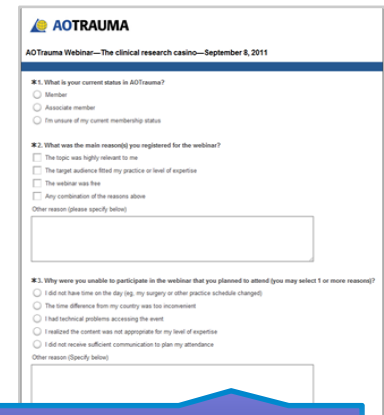 AOTRAUMA
AOTrauma Webinar—The clinical research casino—September 8, 2011
*1. What is your current status in AOTrauma?
Member
Associate member
I'm unsure of my current membership status
*2. What was the main reason(s) you registered for the webinar?
The topic was highly relevant to me
The target audience fitted my practice or level of expertise
The webinar was free
Any combination of the reasons above
Other reason (please specify below)
*3. Why were you unable to participate in the webinar that you planned to attend (you may select 1 or more reasons)?
I did not have time on the day (eg, my surgery or other practice schedule changed)
The time difference from my country was too inconvenient
I had technical problems accessing the event
I realized the content was not appropriate for my level of expertise
I did not receive sufficient communication to plan my attendance
Other reason (Specify below)